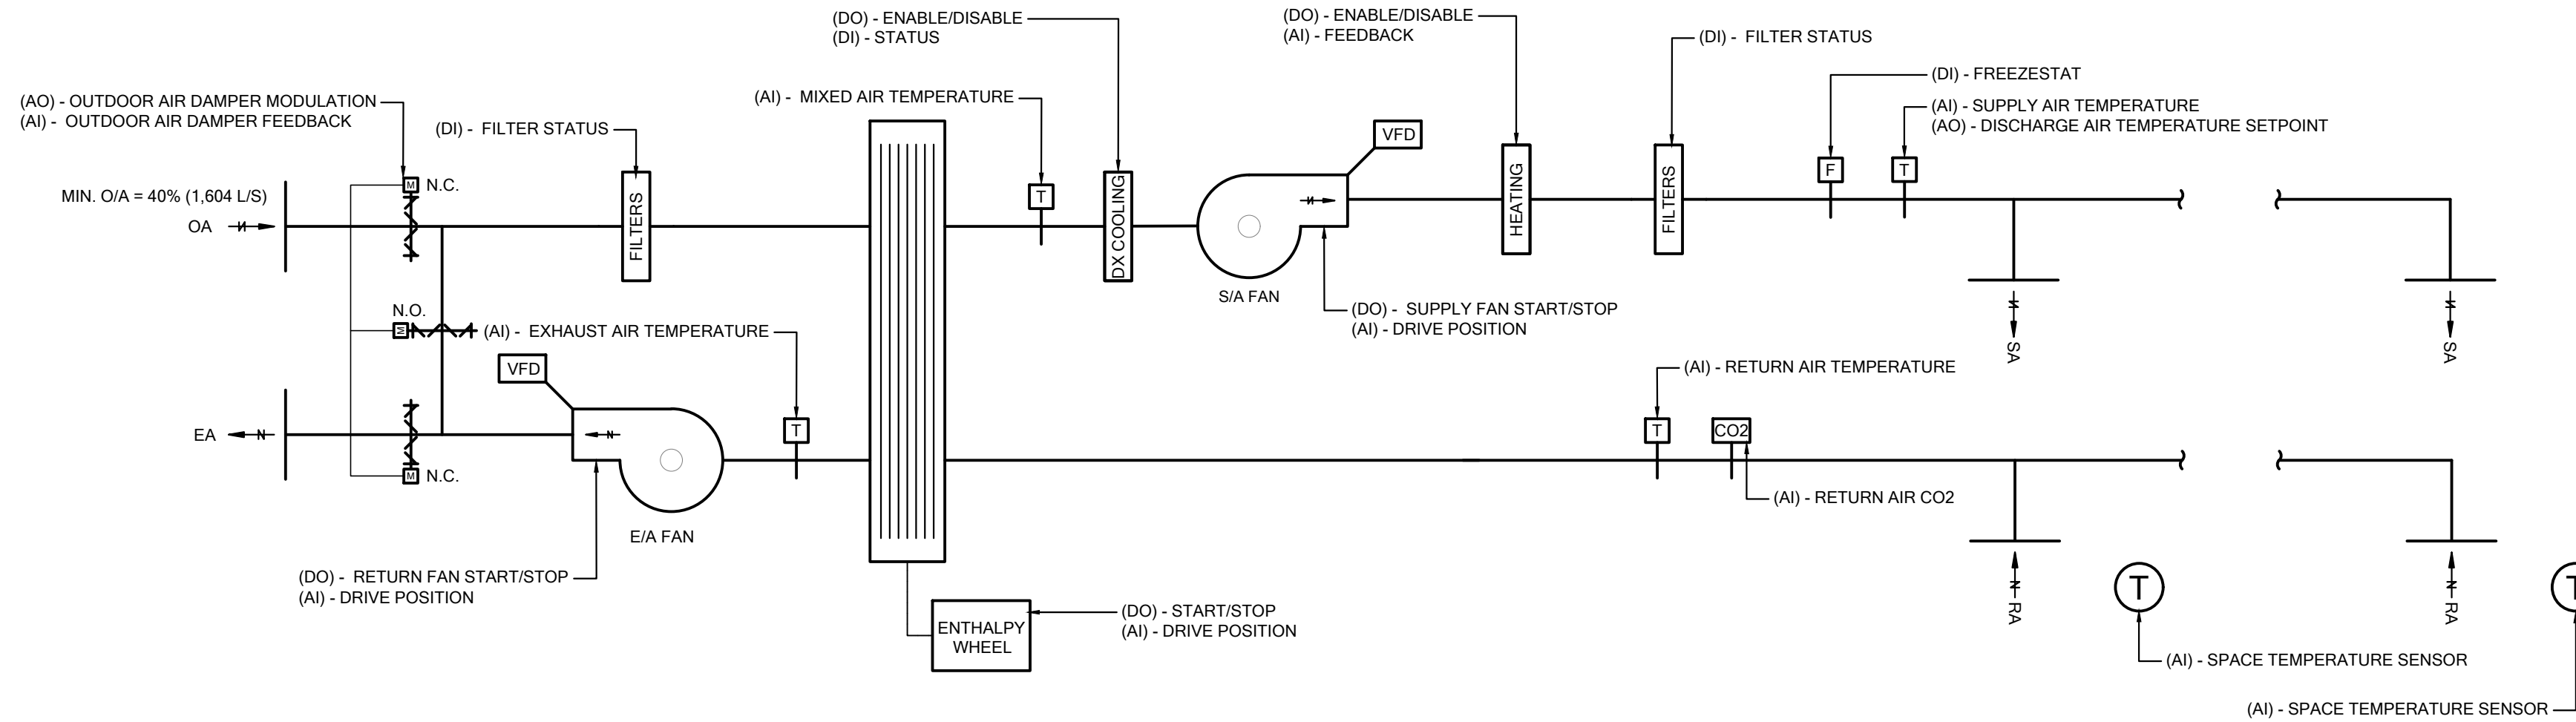 (DO) - ENABLE/DISABLE
(DI) - STATUS
(DO) - ENABLE/DISABLE
(AI) - FEEDBACK
(DI) - FILTER STATUS
(DI) - FREEZESTAT
(AO) - OUTDOOR AIR DAMPER MODULATION
(AI) - OUTDOOR AIR DAMPER FEEDBACK
(AI) - MIXED AIR TEMPERATURE
(AI) - SUPPLY AIR TEMPERATURE
(AO) - DISCHARGE AIR TEMPERATURE SETPOINT
(DI) - FILTER STATUS
VFD
MIN. O/A = 40% (1,604 L/S)
OA
M
N.C.
FILTERS
T
DX COOLING
S/A FAN
HEATING
FILTERS
F
T
N.O.
M
(AI) - EXHAUST AIR TEMPERATURE
(DO) - SUPPLY FAN START/STOP
(AI) - DRIVE POSITION
SA
SA
VFD
(AI) - RETURN AIR TEMPERATURE
EA
T
T
CO2
M
N.C.
(AI) - RETURN AIR CO2
E/A FAN
(DO) - RETURN FAN START/STOP
(AI) - DRIVE POSITION
ENTHALPY
WHEEL
(DO) - START/STOP
(AI) - DRIVE POSITION
RA
T
RA
T
(AI) - SPACE TEMPERATURE SENSOR
(AI) - SPACE TEMPERATURE SENSOR